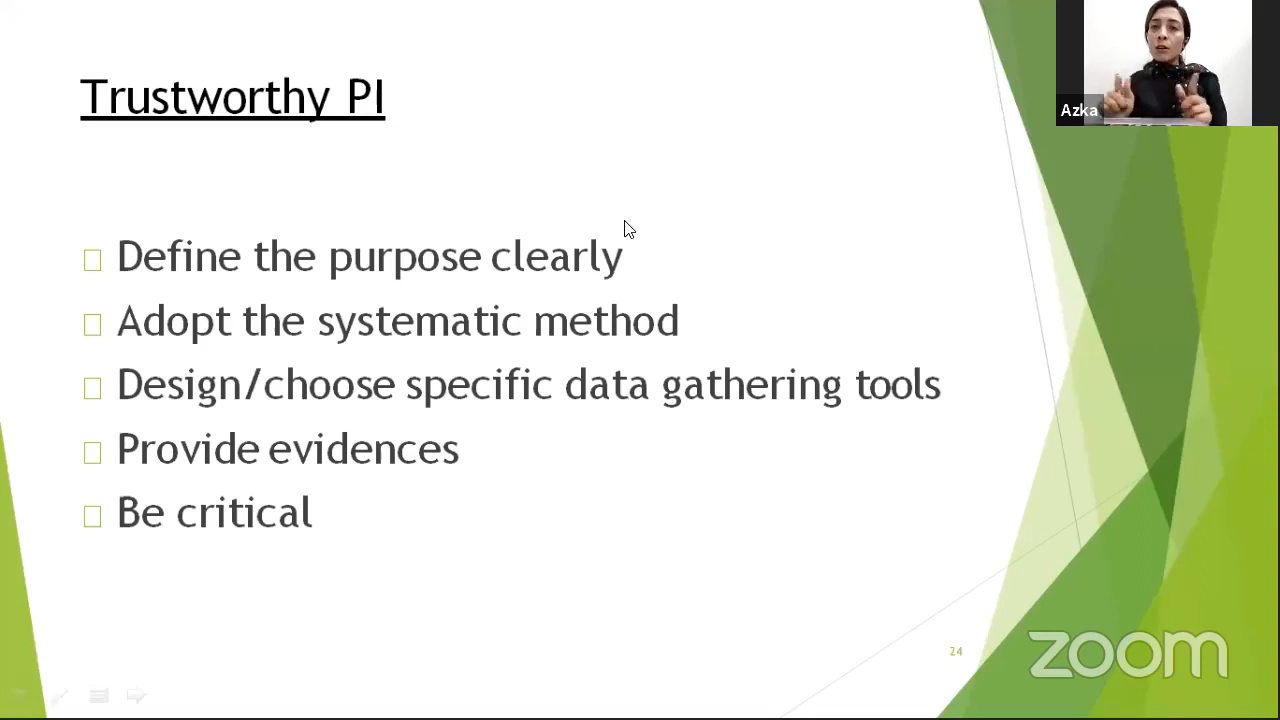 Trustworthy PI
Azka
Define the purpose clearly
Adopt the systematic method
Design/choose specific data gathering tools
Provide evidences
Be critical
24
zoom